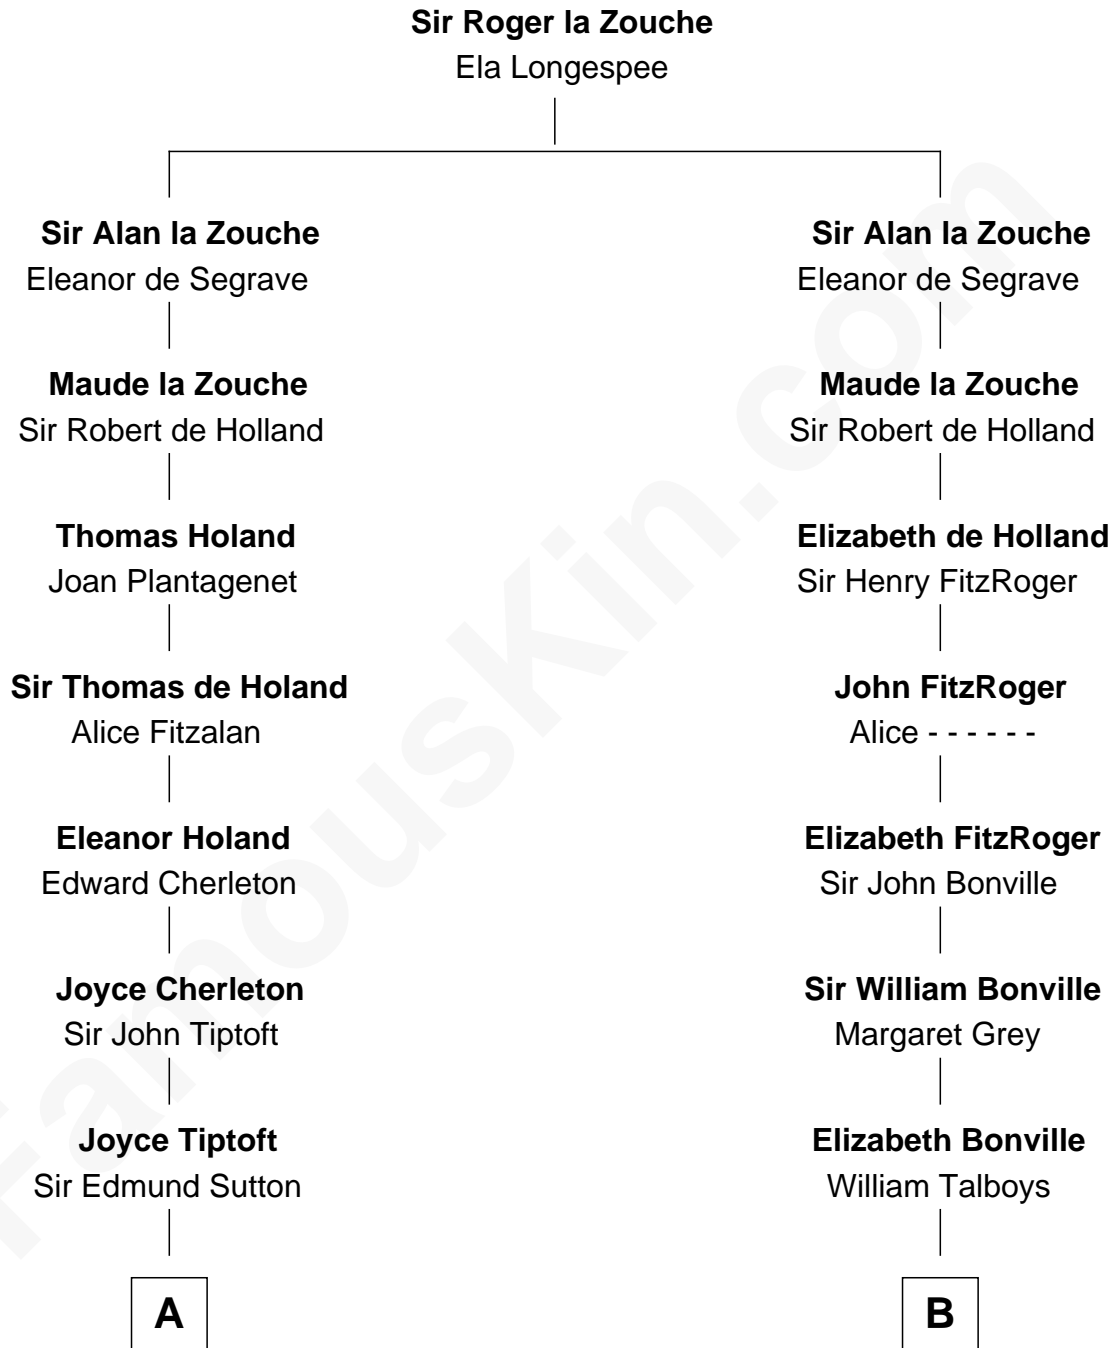 Sir Roger la Zouche
Ela Longespee
Sir Alan la Zouche
Eleanor de Segrave
Sir Alan la Zouche
Eleanor de Segrave
Maude la Zouche
Sir Robert de Holland
Maude la Zouche
Sir Robert de Holland
Thomas Holand
Joan Plantagenet
Elizabeth de Holland
Sir Henry FitzRoger
Sir Thomas de Holand
Alice Fitzalan
John FitzRoger
Alice - - - - - -
Eleanor Holand
Edward Cherleton
Elizabeth FitzRoger
Sir John Bonville
Joyce Cherleton
Sir John Tiptoft
Sir William Bonville
Margaret Grey
Joyce Tiptoft
Sir Edmund Sutton
Elizabeth Bonville
William Talboys
A
B
FamousKin.com